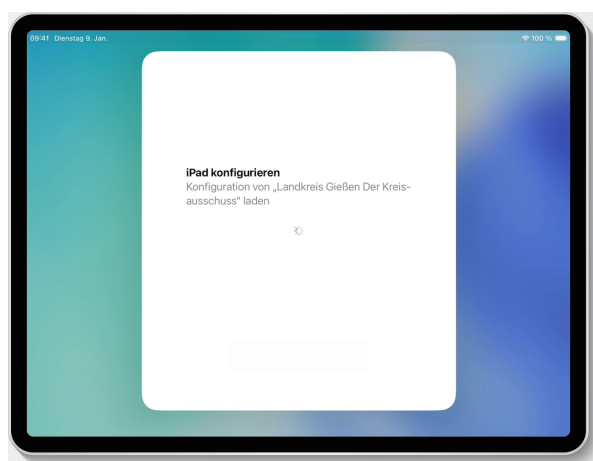 09:41 Dienstag 9. Jan.
100 %
iPad konfigurieren
Konfiguration von „Landkreis Gießen Der Kreis-
ausschuss“ laden